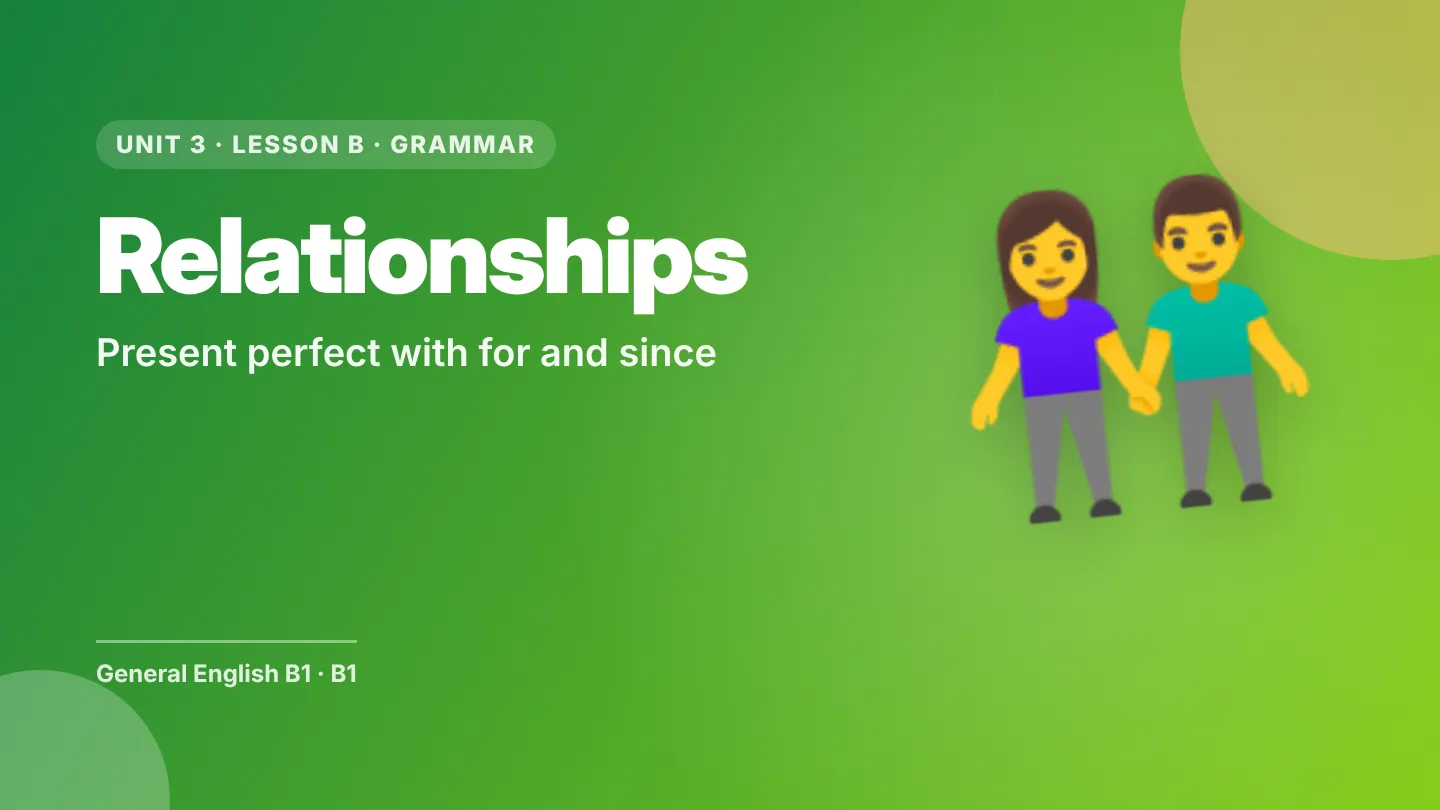 UNIT 3 · LESSON B · GRAMMAR
Relationships
Present perfect with for and since
General English B1 · B1